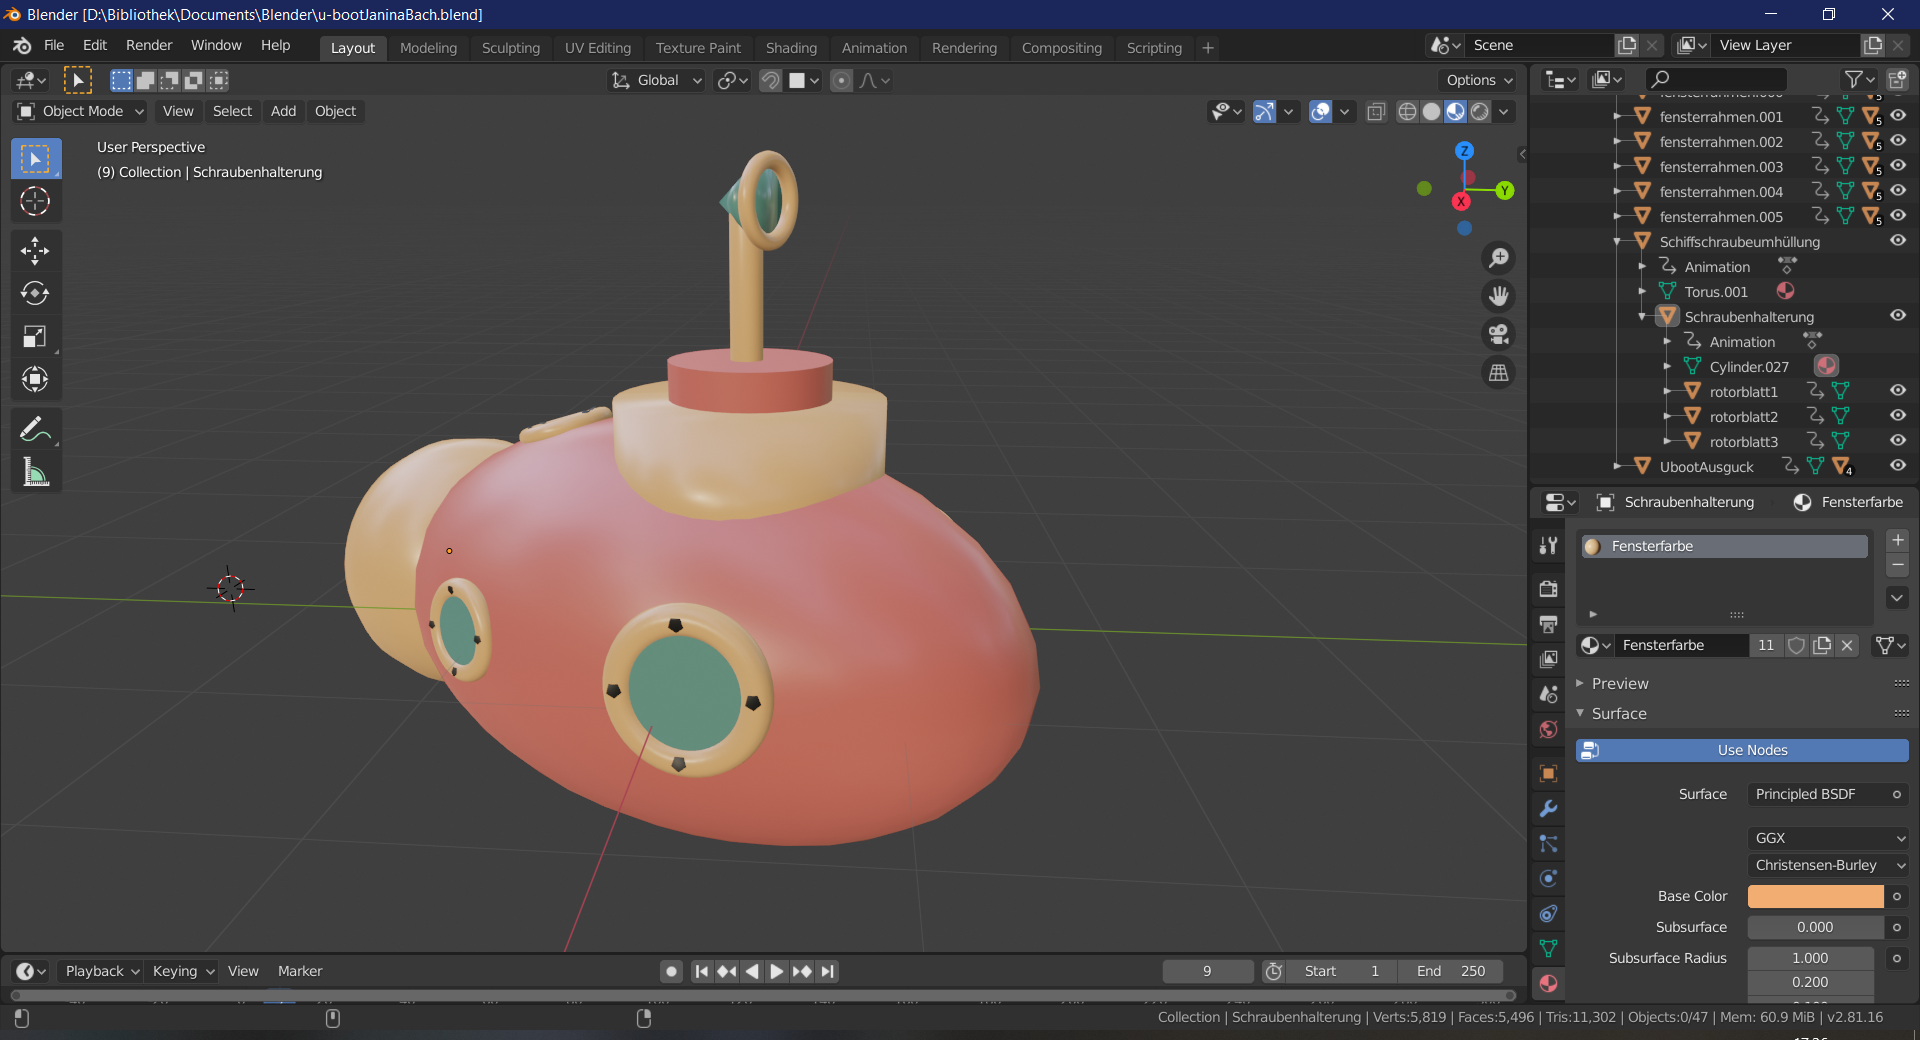 Blender [D:\Bibliothek\Documents\Blender\u-bootJaninaBach.blend]
File Edit Render Window Help Layout Modeling Sculpting UV Editing Texture Paint Shading Animation Rendering Compositing Scripting + Scene View Layer
Global Options
Object Mode View Select Add Object
User Perspective
(9) Collection | Schraubenhalterung
Z
Y
X
fensterrahmen.001 5
fensterrahmen.002 5
fensterrahmen.003 5
fensterrahmen.004 5
fensterrahmen.005 5
Schiffschraubeumhüllung
Animation
Torus.001
Schraubenhalterung
Animation
Cylinder.027
rotorblatt1
rotorblatt2
rotorblatt3
UbootAusguck 4
Schraubenhalterung Fensterfarbe
Fensterfarbe
Fensterfarbe 11
Preview
Surface
Use Nodes
Surface Principled BSDF
GGX
Christensen-Burley
Base Color
Subsurface 0.000
Subsurface Radius 1.000
0.200
Playback Keying View Marker 9 Start 1 End 250
Collection | Schraubenhalterung | Verts:5,819 | Faces:5,496 | Tris:11,302 | Objects:0/47 | Mem: 60.9 MiB | v2.81.16